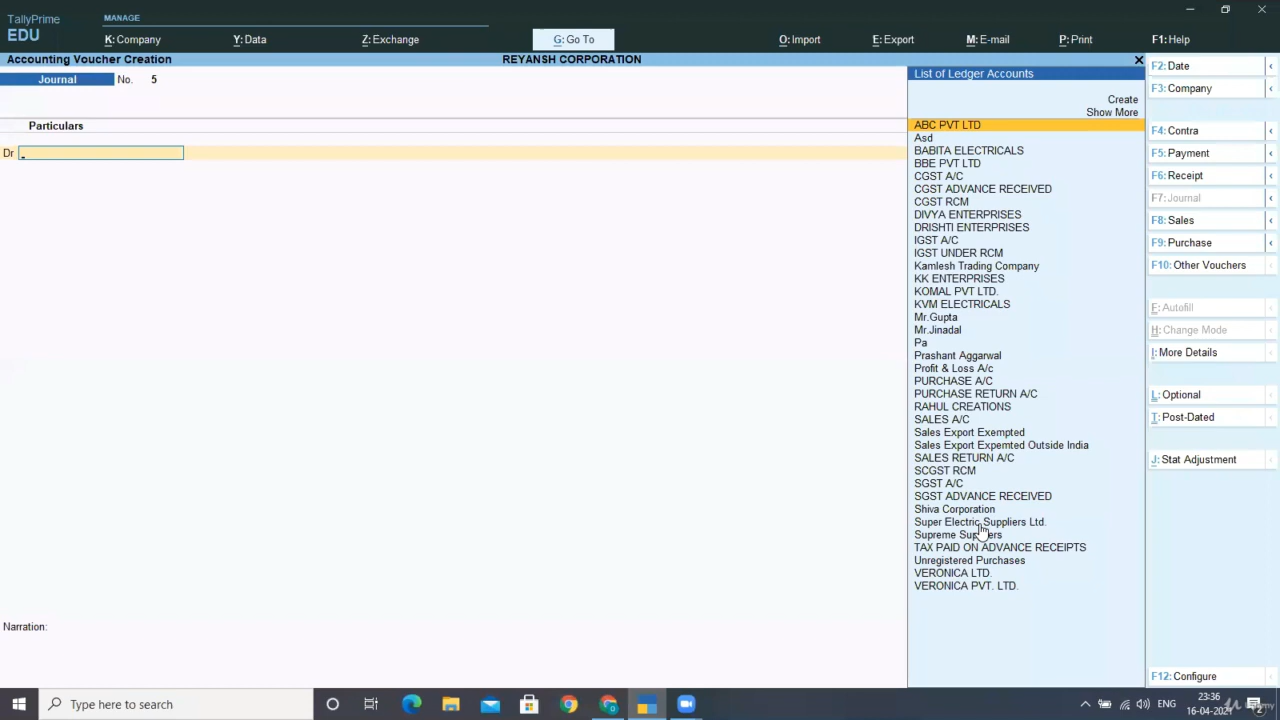 TallyPrime
EDU
MANAGE
K: Company
Y: Data
Z: Exchange
G: Go To
O: Import
E: Export
M: E-mail
P: Print
F1: Help
Accounting Voucher Creation
REYANSH CORPORATION
Journal
No. 5
Particulars
Dr
List of Ledger Accounts
Create
Show More
ABC PVT LTD
Asd
BABITA ELECTRICALS
BBE PVT LTD
CGST A/C
CGST ADVANCE RECEIVED
CGST RCM
DIVYA ENTERPRISES
DRISHTI ENTERPRISES
IGST A/C
IGST UNDER RCM
Kamlesh Trading Company
KK ENTERPRISES
KOMAL PVT LTD.
KVM ELECTRICALS
Mr.Gupta
Mr.Jinadal
Pa
Prashant Aggarwal
Profit & Loss A/c
PURCHASE A/C
PURCHASE RETURN A/C
RAHUL CREATIONS
SALES A/C
Sales Export Exempted
Sales Export Expemted Outside India
SALES RETURN A/C
SCGST RCM
SGST A/C
SGST ADVANCE RECEIVED
Shiva Corporation
Super Electric Suppliers Ltd.
Supreme Suppliers
TAX PAID ON ADVANCE RECEIPTS
Unregistered Purchases
VERONICA LTD.
VERONICA PVT. LTD.
F2: Date
F3: Company
F4: Contra
F5: Payment
F6: Receipt
F7: Journal
F8: Sales
F9: Purchase
F10: Other Vouchers
F: Autofill
H: Change Mode
I: More Details
L: Optional
T: Post-Dated
J: Stat Adjustment
F12: Configure
Narration:
Type here to search
ENG
23:36
16-04-2021